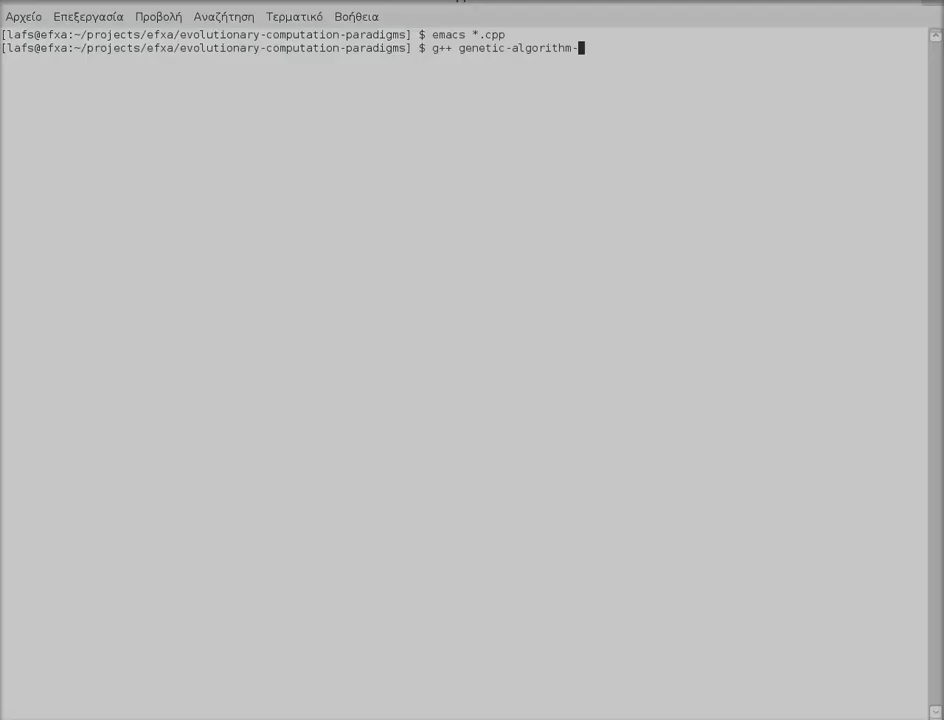 Αρχείο Επεξεργασία Προβολή Αναζήτηση Τερματικό Βοήθεια
[lafs@efxa:~/projects/efxa/evolutionary-computation-paradigms] $ emacs *.cpp
[lafs@efxa:~/projects/efxa/evolutionary-computation-paradigms] $ g++ genetic-algorithm-